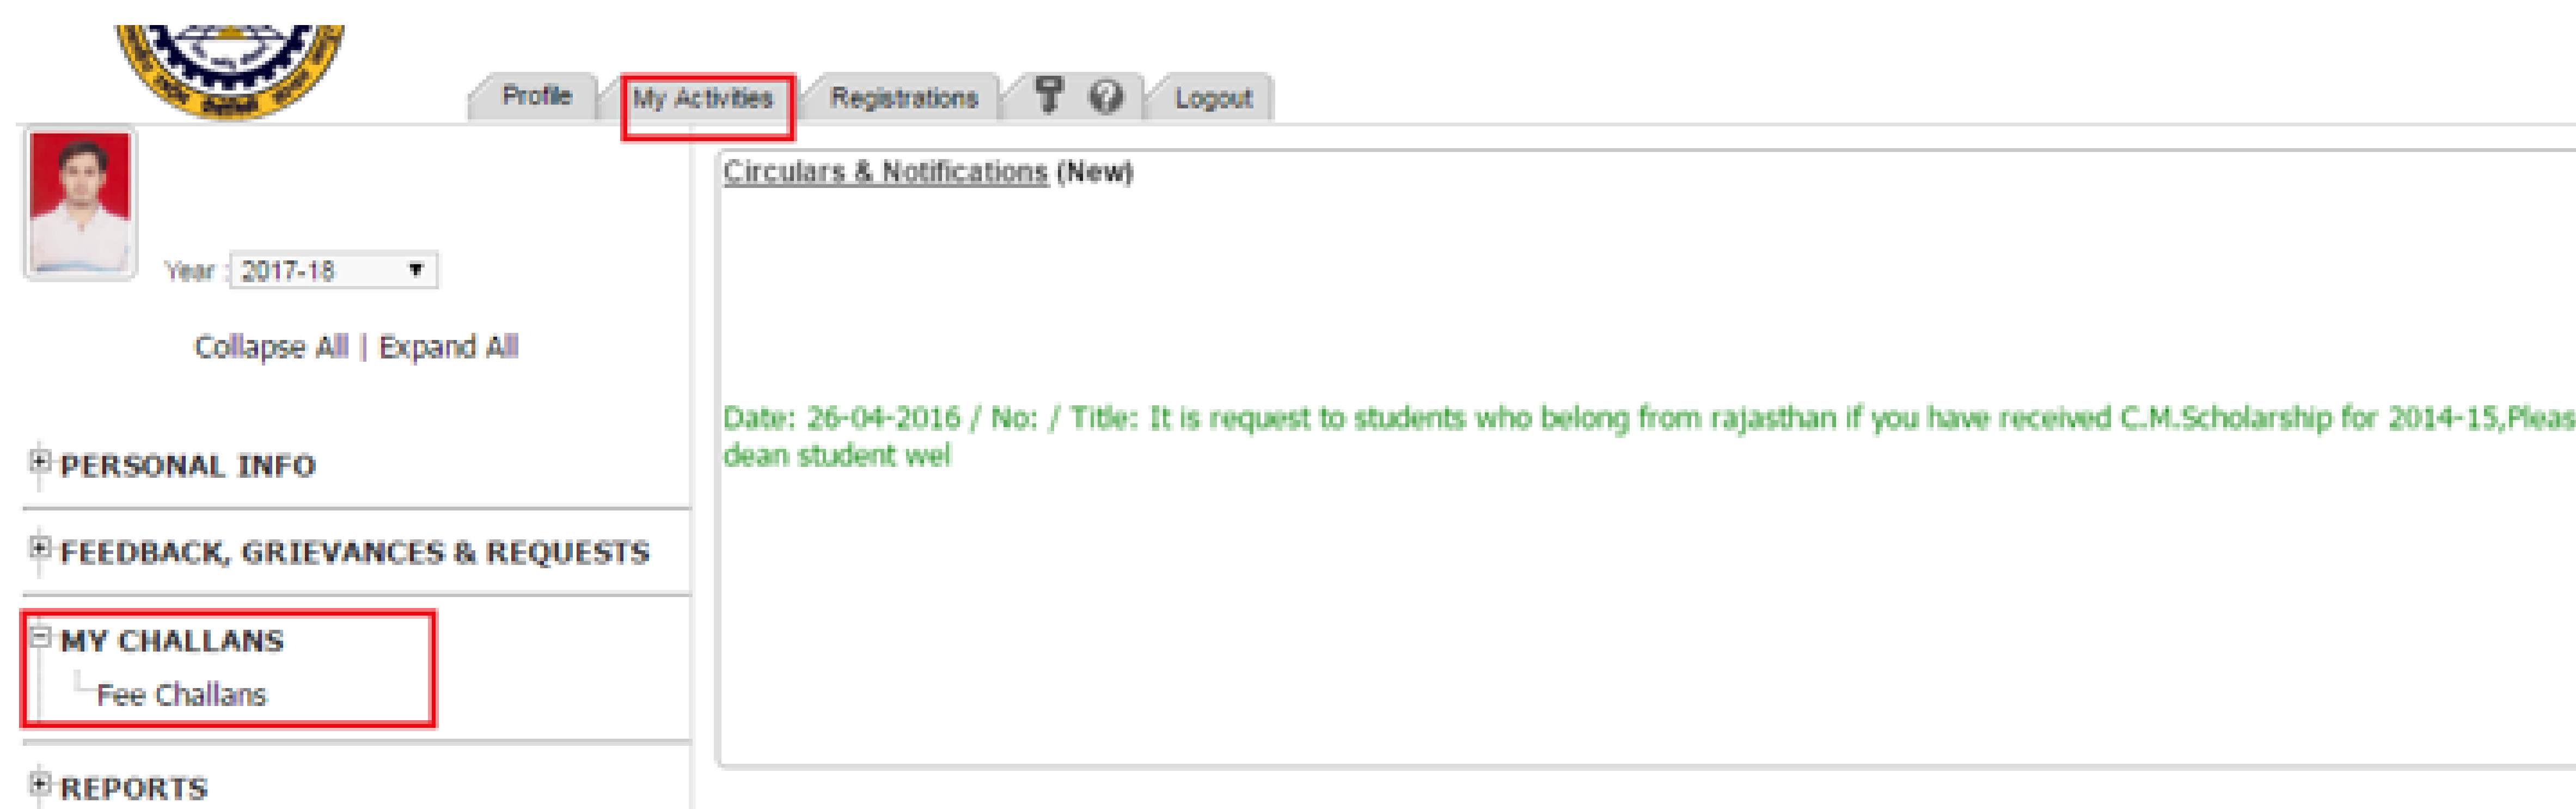 Profile
My Activities
Registrations
Logout
Circulars & Notifications (New)
Year : 2017-18
Collapse All | Expand All
Date: 26-04-2016 / No: / Title: It is request to students who belong from rajasthan if you have received C.M.Scholarship for 2014-15,Pleas
dean student wel
PERSONAL INFO
FEEDBACK, GRIEVANCES & REQUESTS
MY CHALLANS
Fee Challans
REPORTS